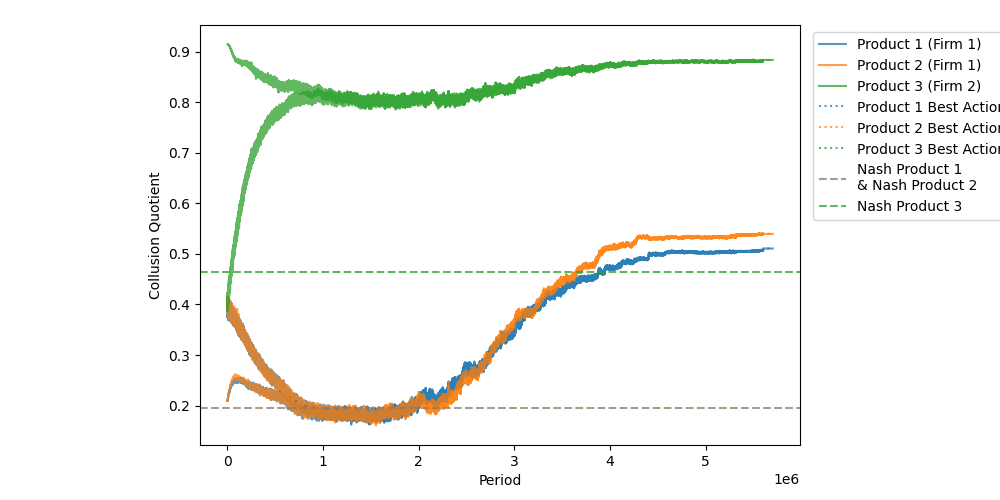 0.9
0.8
0.7
0.6
0.5
0.4
0.3
0.2
Collusion Quotient
0
1
2
3
4
5
1e6
Period
Product 1 (Firm 1)
Product 2 (Firm 1)
Product 3 (Firm 2)
Product 1 Best Action
Product 2 Best Action
Product 3 Best Action
Nash Product 1
& Nash Product 2
Nash Product 3